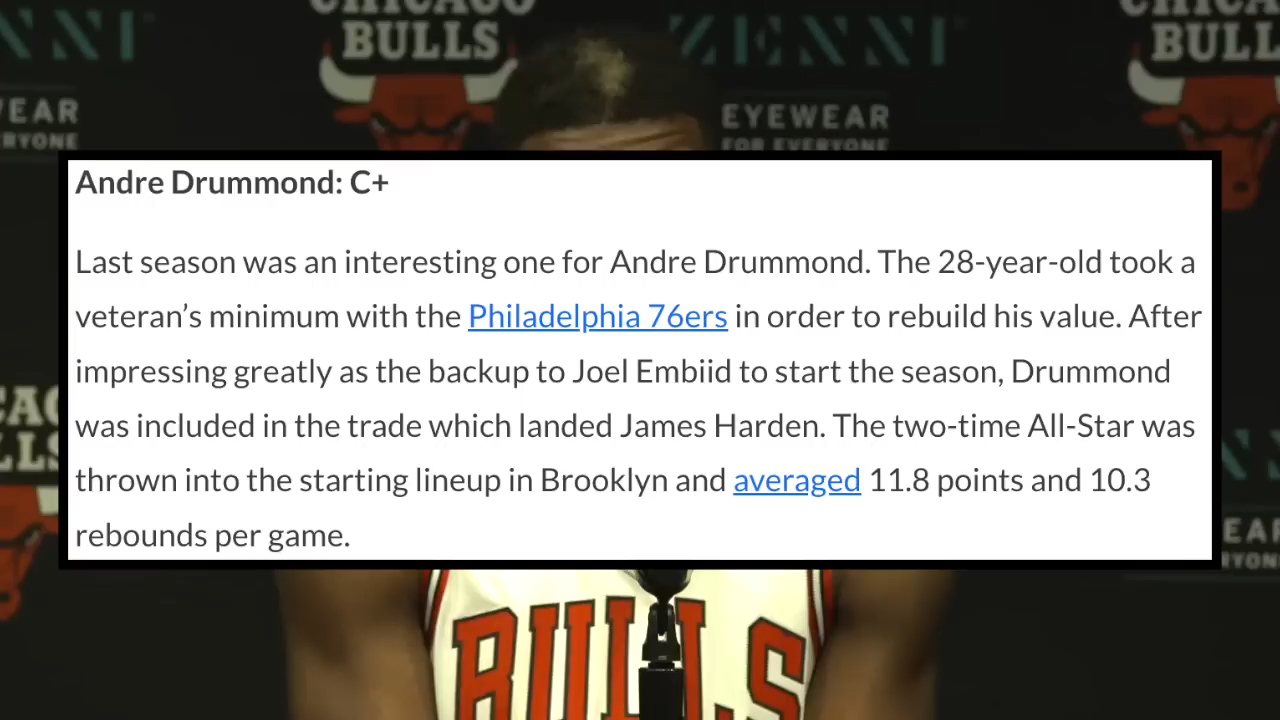 CHICAGO
BULLS
ZENNI
EYEWEAR
FOR EVERYONE
Andre Drummond: C+
Last season was an interesting one for Andre Drummond. The 28-year-old took a
veteran’s minimum with the Philadelphia 76ers in order to rebuild his value. After
impressing greatly as the backup to Joel Embiid to start the season, Drummond
was included in the trade which landed James Harden. The two-time All-Star was
thrown into the starting lineup in Brooklyn and averaged 11.8 points and 10.3
rebounds per game.
BULLS